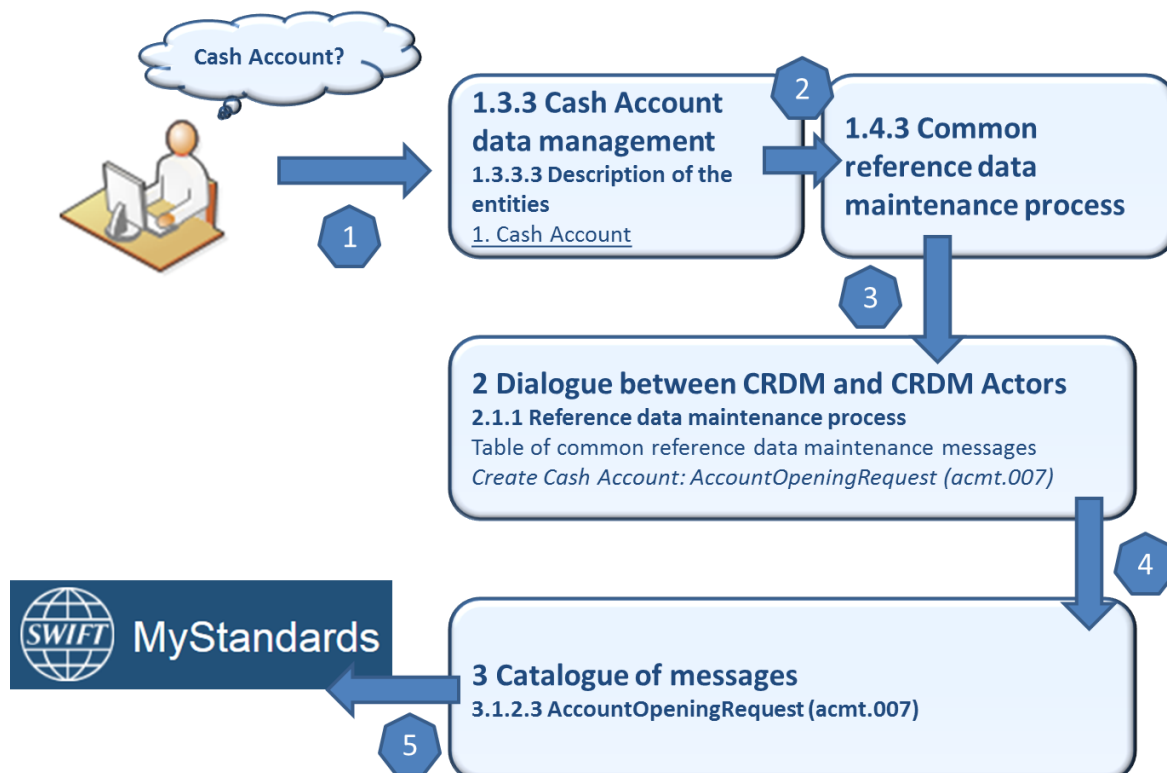 Cash Account?
1
1.3.3 Cash Account
data management
1.3.3.3 Description of the
entities
1. Cash Account
2
1.4.3 Common
reference data
maintenance process
3
2 Dialogue between CRDM and CRDM Actors
2.1.1 Reference data maintenance process
Table of common reference data maintenance messages
Create Cash Account: AccountOpeningRequest (acmt.007)
4
3 Catalogue of messages
3.1.2.3 AccountOpeningRequest (acmt.007)
5
SWIFT MyStandards